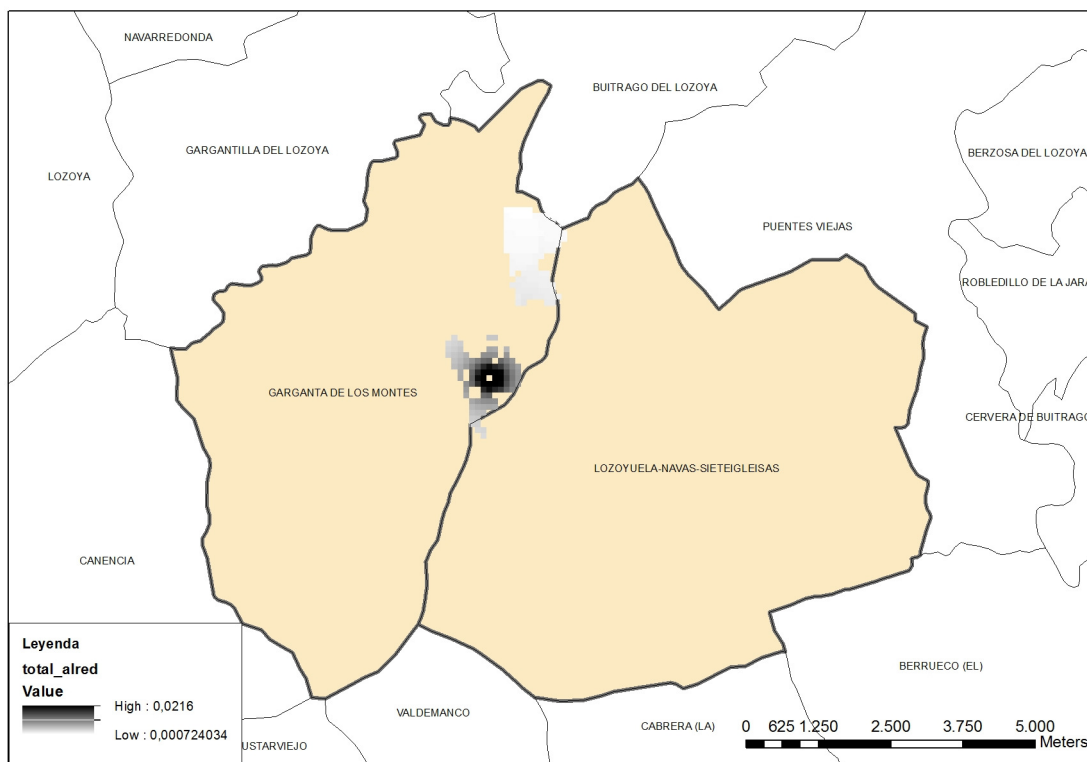 NAVARREDONDA
BUITRAGO DEL LOZOYA
GARGANTILLA DEL LOZOYA
BERZOSA DEL LOZOYA
LOZOYA
PUENTES VIEJAS
ROBLEDILLO DE LA JARA
GARGANTA DE LOS MONTES
CERVERA DE BUITRAGO
LOZOYUELA-NAVAS-SIETEIGLEISAS
CANENCIA
BERRUECO (EL)
VALDEMANCO
CABRERA (LA)
USTARVIEJO
Leyenda
total_alred
Value
High : 0,0216
Low : 0,000724034
0 625 1.250 2.500 3.750 5.000
Meters